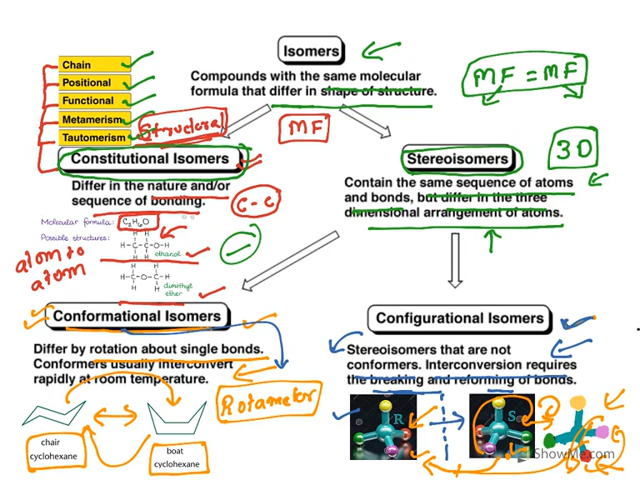 Isomers
Compounds with the same molecular
formula that differ in shape of structure.
MF = MF
Chain
Positional
Functional
Metamerism
Tautomerism
Structural
MF
Constitutional Isomers
Differ in the nature and/or
sequence of bonding.
C-C
Stereoisomers
3D
Contain the same sequence of atoms
and bonds, but differ in the three
dimensional arrangement of atoms.
Molecular formula: C₂H₆O
Possible structures:
H H
H-C-C-O-H
H H
ethanol
atom to
atom
H H
H-C-O-C-H
H H
dimethyl
ether
Conformational Isomers
Differ by rotation about single bonds.
Conformers usually interconvert
rapidly at room temperature.
Rotameter
chair
cyclohexane
boat
cyclohexane
Configurational Isomers
Stereoisomers that are not
conformers. Interconversion requires
the breaking and reforming of bonds.
R
S
ShowMe.com